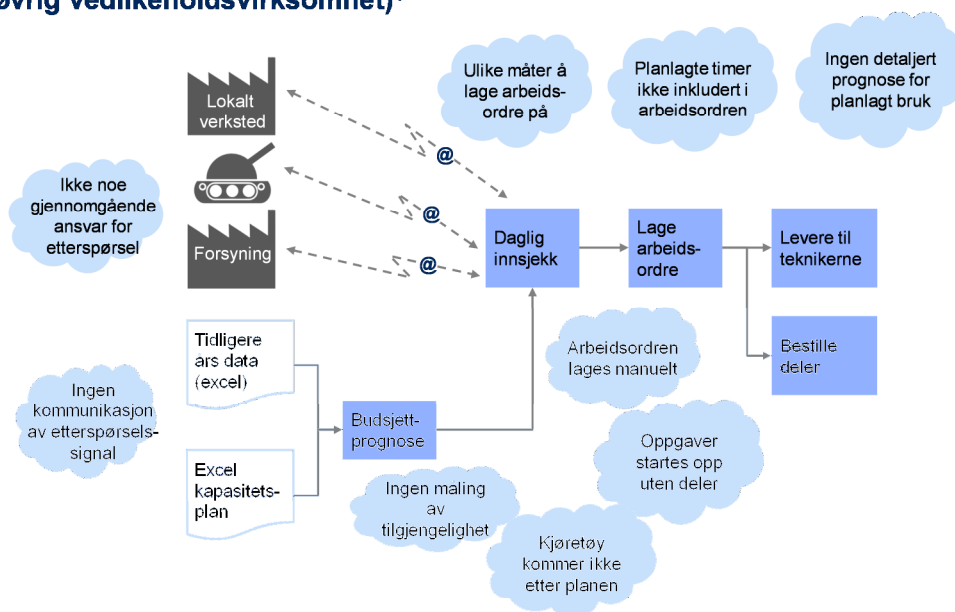 øvrig vedlikeholdsvirksomhet)*
Ulike måter å
lage arbeids-
ordre på
Planlagte timer
ikke inkludert i
arbeidsordren
Ingen detaljert
prognose for
planlagt bruk
Lokalt
verksted
@
@
@
Ikke noe
gjennomgående
ansvar for
etterspørsel
Forsyning
Daglig
innsjekk
Lage
arbeids-
ordre
Levere til
teknikerne
Tidligere
års data
(excel)
Arbeidsordren
lages manuelt
Bestille
deler
Ingen
kommunikasjon
av etterspørsels-
signal
Budsjett-
prognose
Oppgaver
startes opp
uten deler
Excel
kapasitets-
plan
Ingen maling
av
tilgjengelighet
Kjøretøy
kommer ikke
etter planen